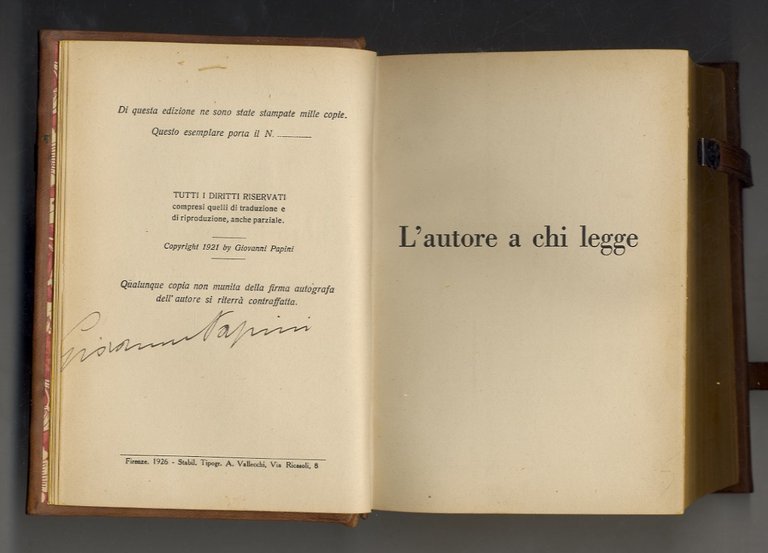 Di questa edizione ne sono state stampate mille copie.
Questo esemplare porta il N. ______
TUTTI I DIRITTI RISERVATI
compresi quelli di traduzione e
di riproduzione, anche parziale.
Copyright 1921 by Giovanni Papini
Qualunque copia non munita della firma autografa
dell'autore si riterrà contraffatta.
Giovanni Papini
Firenze, 1926 - Stabil. Tipogr. A. Vallecchi, Via Ricasoli, 8
L'autore a chi legge